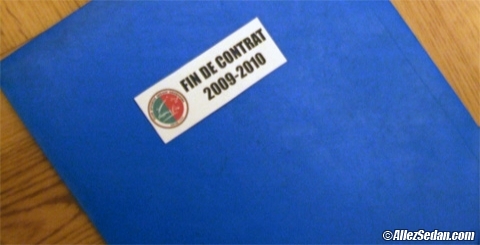 FIN DE CONTRAT
2009-2010
©AllezSedan.com